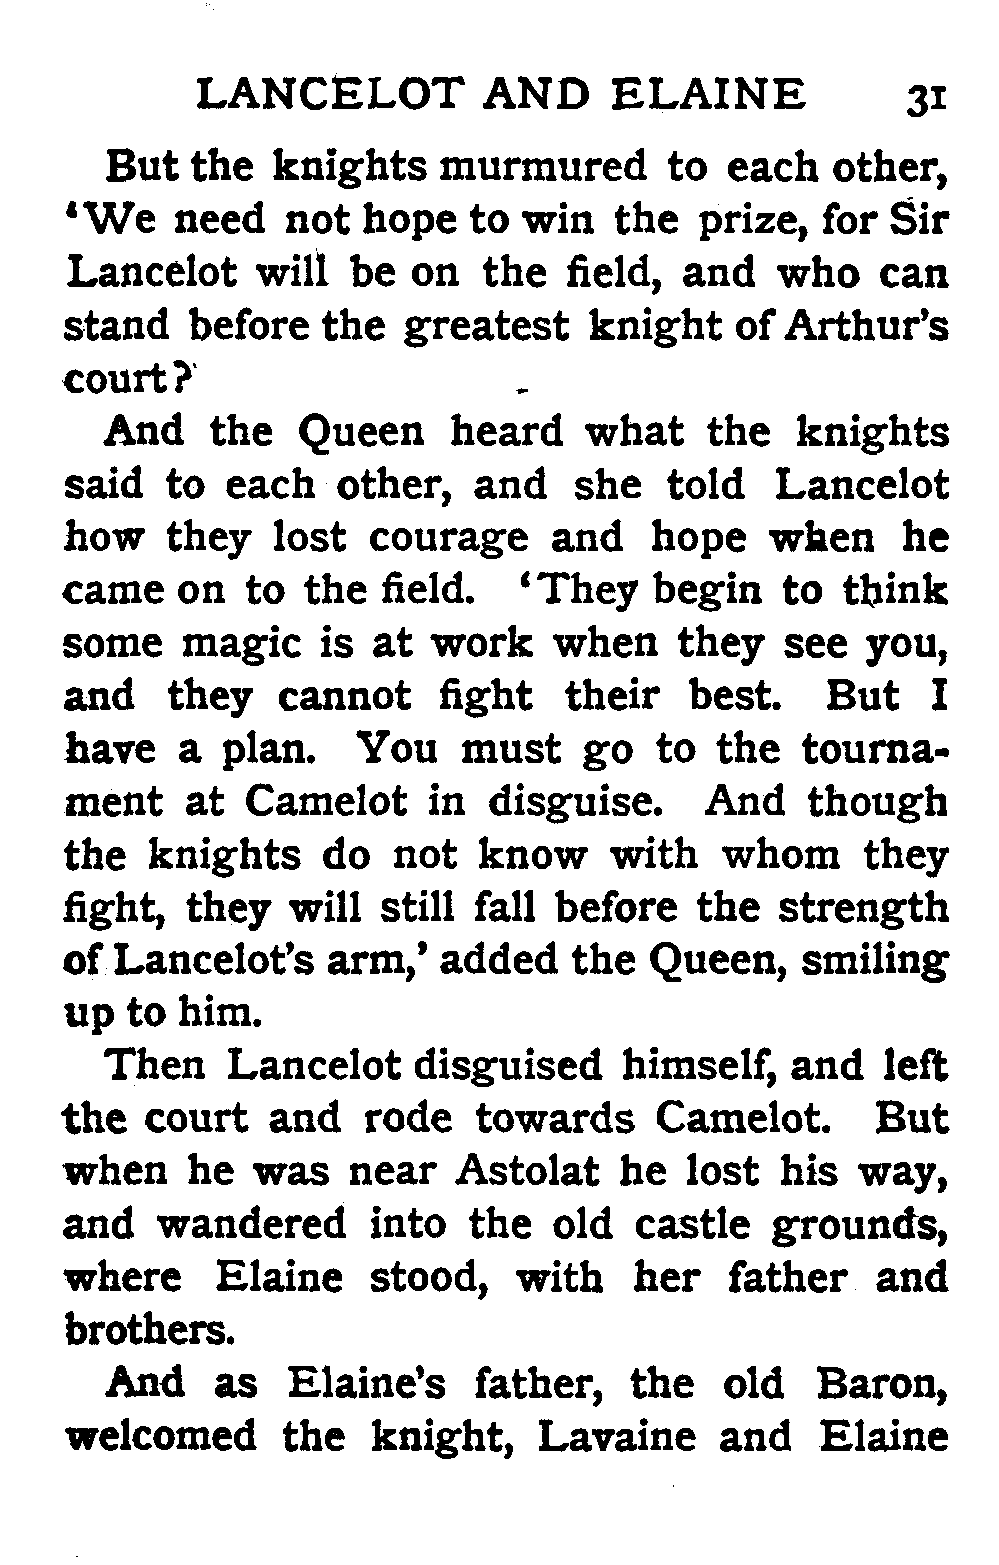 LANCELOT AND ELAINE 31
But the knights murmured to each other,
‘We need not hope to win the prize, for Sir
Lancelot will be on the field, and who can
stand before the greatest knight of Arthur’s
court?’
And the Queen heard what the knights
said to each other, and she told Lancelot
how they lost courage and hope when he
came on to the field. ‘They begin to think
some magic is at work when they see you,
and they cannot fight their best. But I
have a plan. You must go to the tourna-
ment at Camelot in disguise. And though
the knights do not know with whom they
fight, they will still fall before the strength
of Lancelot’s arm,’ added the Queen, smiling
up to him.
Then Lancelot disguised himself, and left
the court and rode towards Camelot. But
when he was near Astolat he lost his way,
and wandered into the old castle grounds,
where Elaine stood, with her father and
brothers.
And as Elaine’s father, the old Baron,
welcomed the knight, Lavaine and Elaine